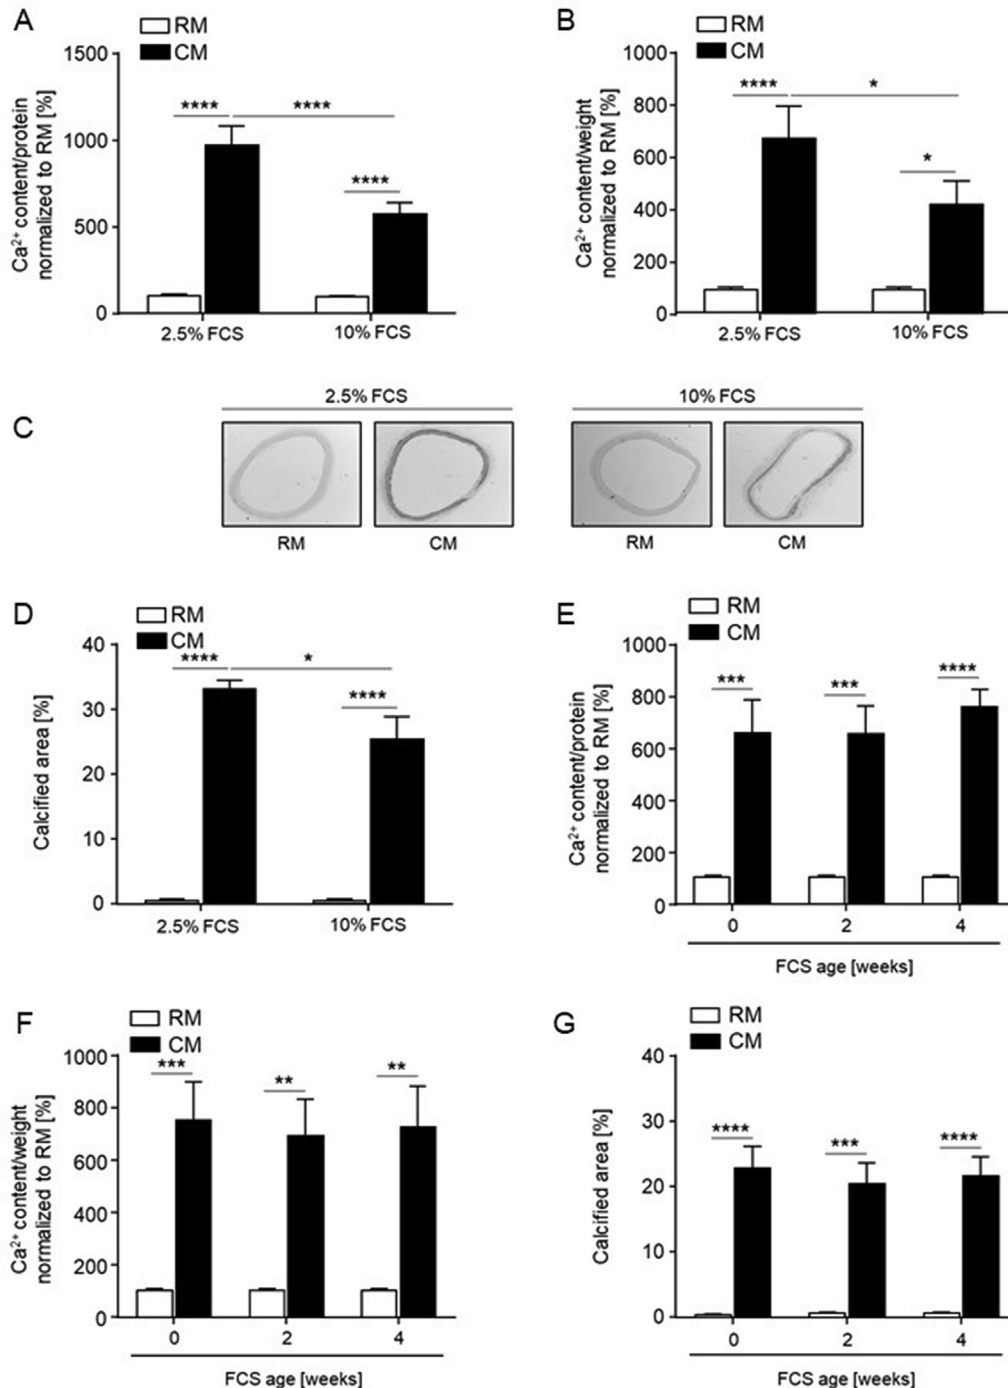 A
RM
CM
Ca²⁺ content/protein
normalized to RM [%]
1500
1000
500
0
****
****
****
2.5% FCS
10% FCS
B
RM
CM
Ca²⁺ content/weight
normalized to RM [%]
1000
800
600
400
200
0
****
*
*
2.5% FCS
10% FCS
C
2.5% FCS
10% FCS
RM
CM
RM
CM
D
RM
CM
Calcified area [%]
40
30
20
10
0
****
*
****
2.5% FCS
10% FCS
E
RM
CM
Ca²⁺ content/protein
normalized to RM [%]
1000
800
600
400
200
0
***
***
****
0
2
4
FCS age [weeks]
F
RM
CM
Ca²⁺ content/weight
normalized to RM [%]
1000
800
600
400
200
0
***
**
**
0
2
4
FCS age [weeks]
G
RM
CM
Calcified area [%]
40
30
20
10
0
****
***
****
0
2
4
FCS age [weeks]